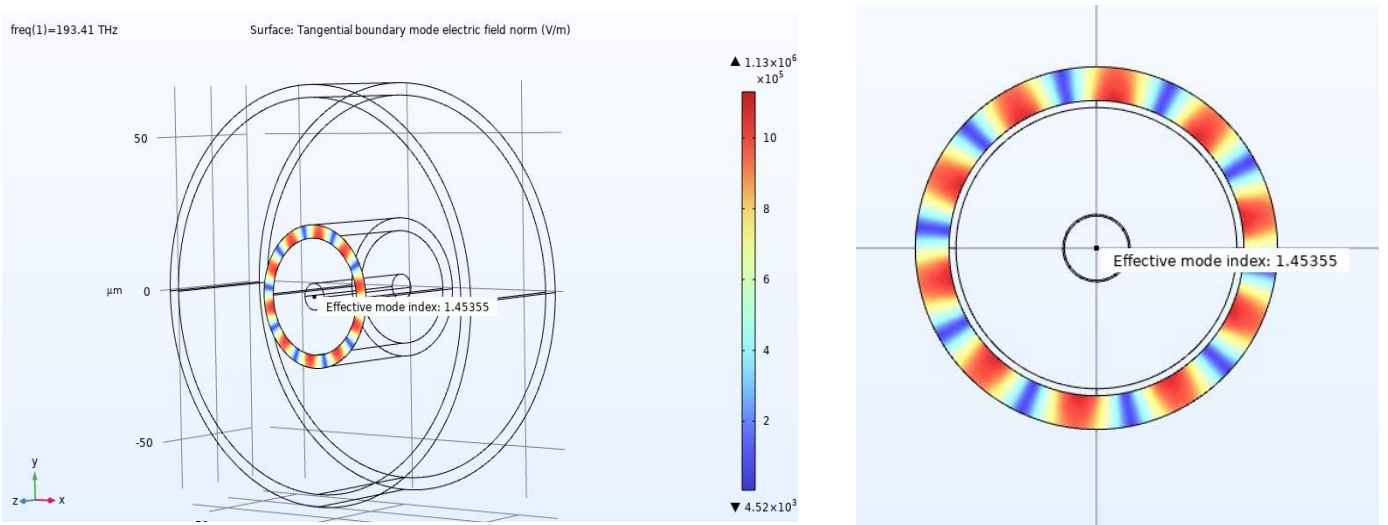 freq(1)=193.41 THz
Surface: Tangential boundary mode electric field norm (V/m)
▲ 1.13×10⁶
×10⁵
10
8
6
4
2
▼ 4.52×10³
50
μm
0
-50
Effective mode index: 1.45355
y
z
x
Effective mode index: 1.45355